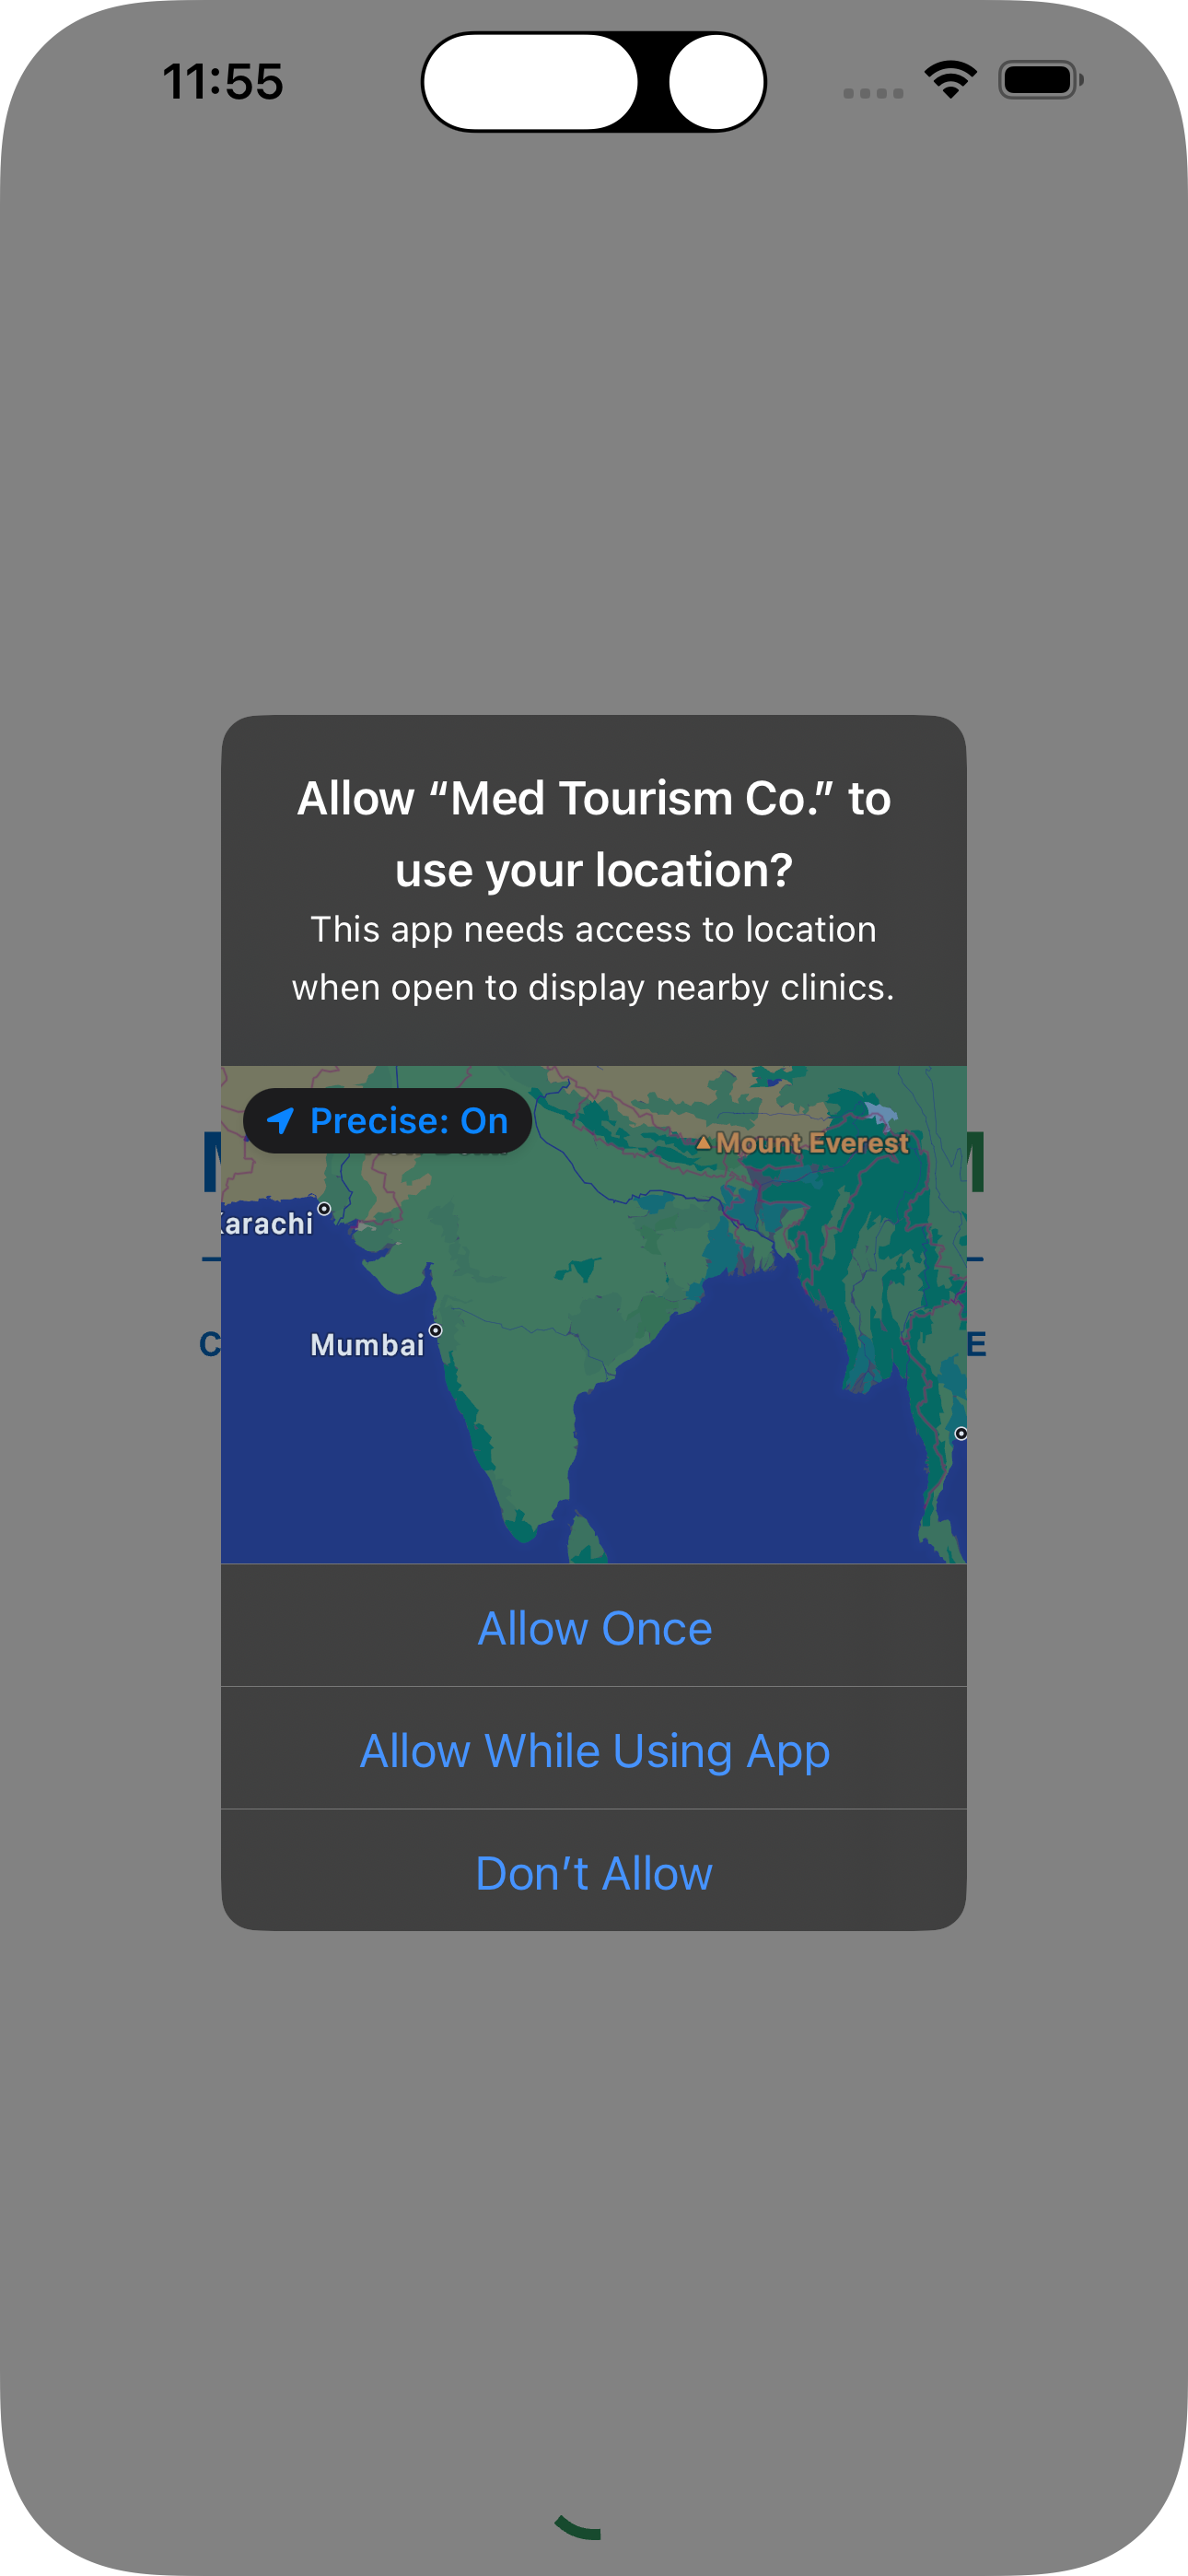 11:55
Allow “Med Tourism Co.” to
use your location?
This app needs access to location
when open to display nearby clinics.
Precise: On
Mount Everest
Karachi
Mumbai
Allow Once
Allow While Using App
Don’t Allow